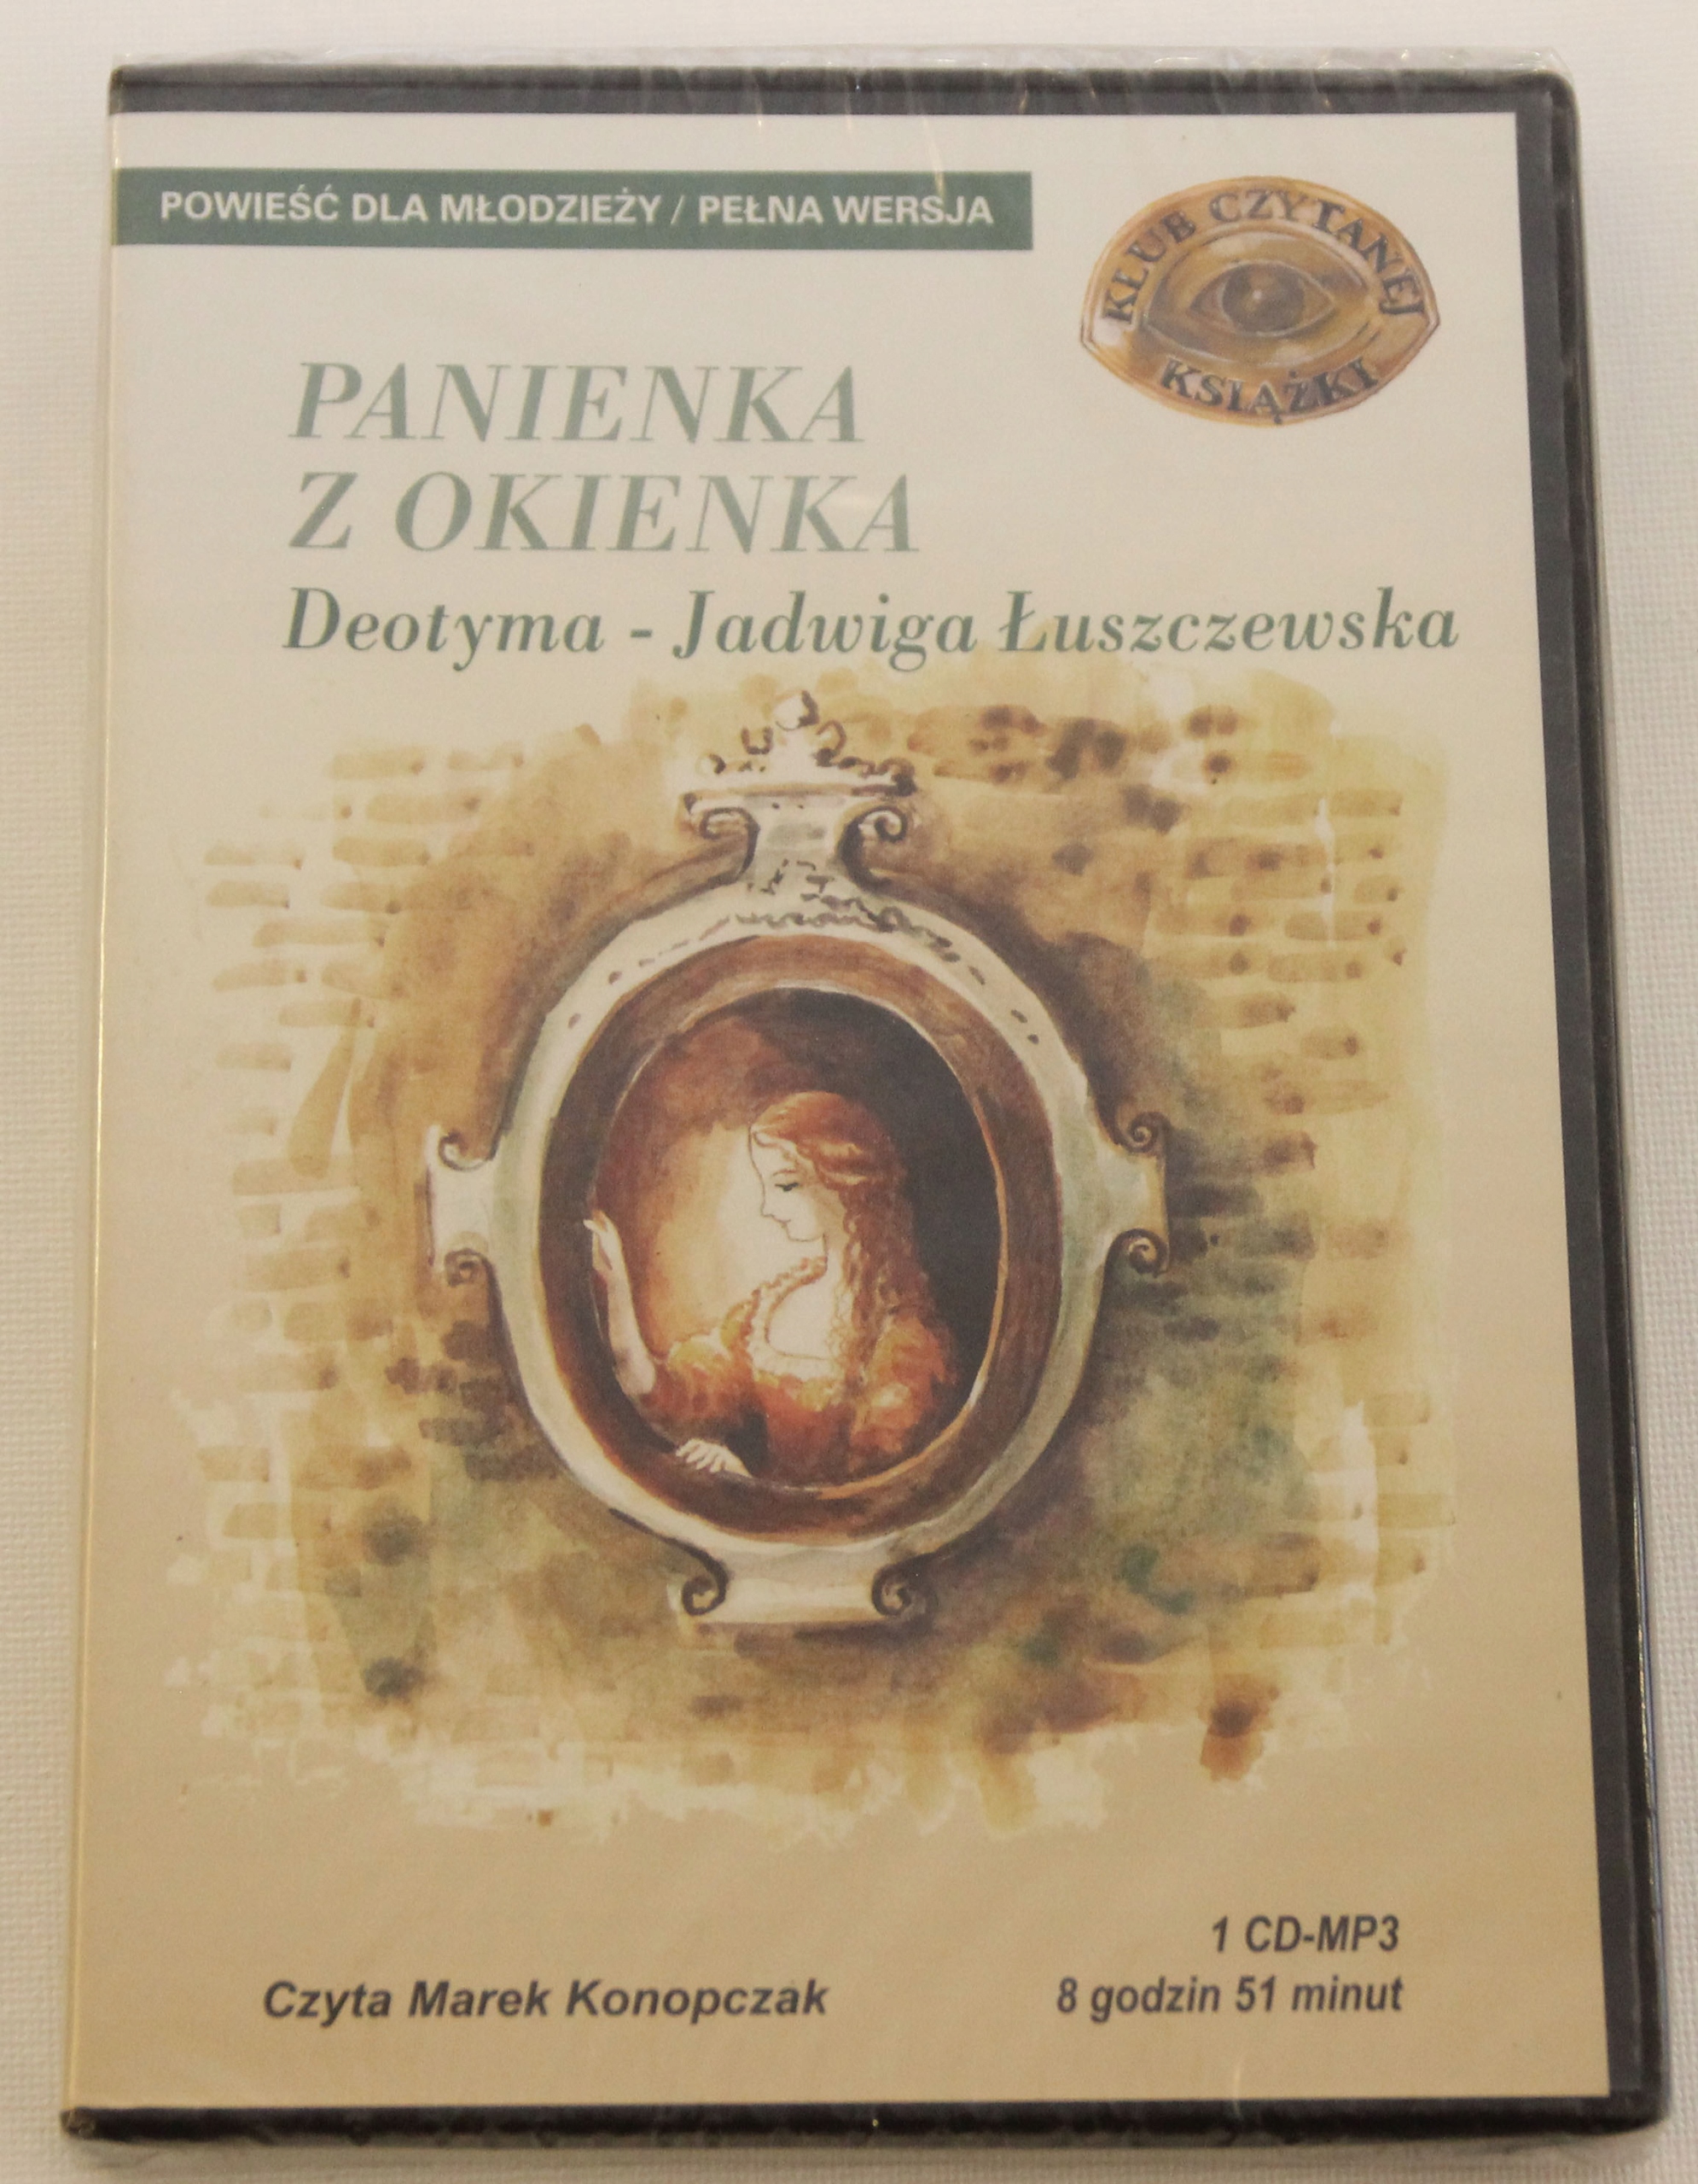 POWIEŚĆ DLA MŁODZIEŻY / PEŁNA WERSJA
KLUB CZYTANEJ
KSIĄŻKI
PANIENKA
Z OKIENKA
Deotyma - Jadwiga Łuszczewska
1 CD-MP3
Czyta Marek Konopczak
8 godzin 51 minut